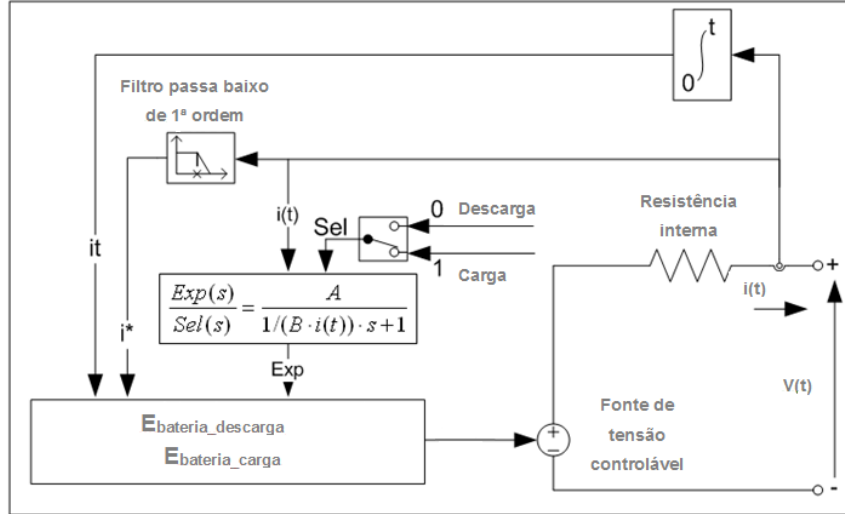 t
0
Filtro passa baixo
de 1ª ordem
i(t)
Sel
0
Descarga
1
Carga
Resistência
interna
+
i(t)
it
i*
Exp(s)
Sel(s)
=
A
1/(B·i(t))·s+1
Exp
V(t)
Ebateria_descarga
Ebateria_carga
+
−
Fonte de
tensão
controlável
-